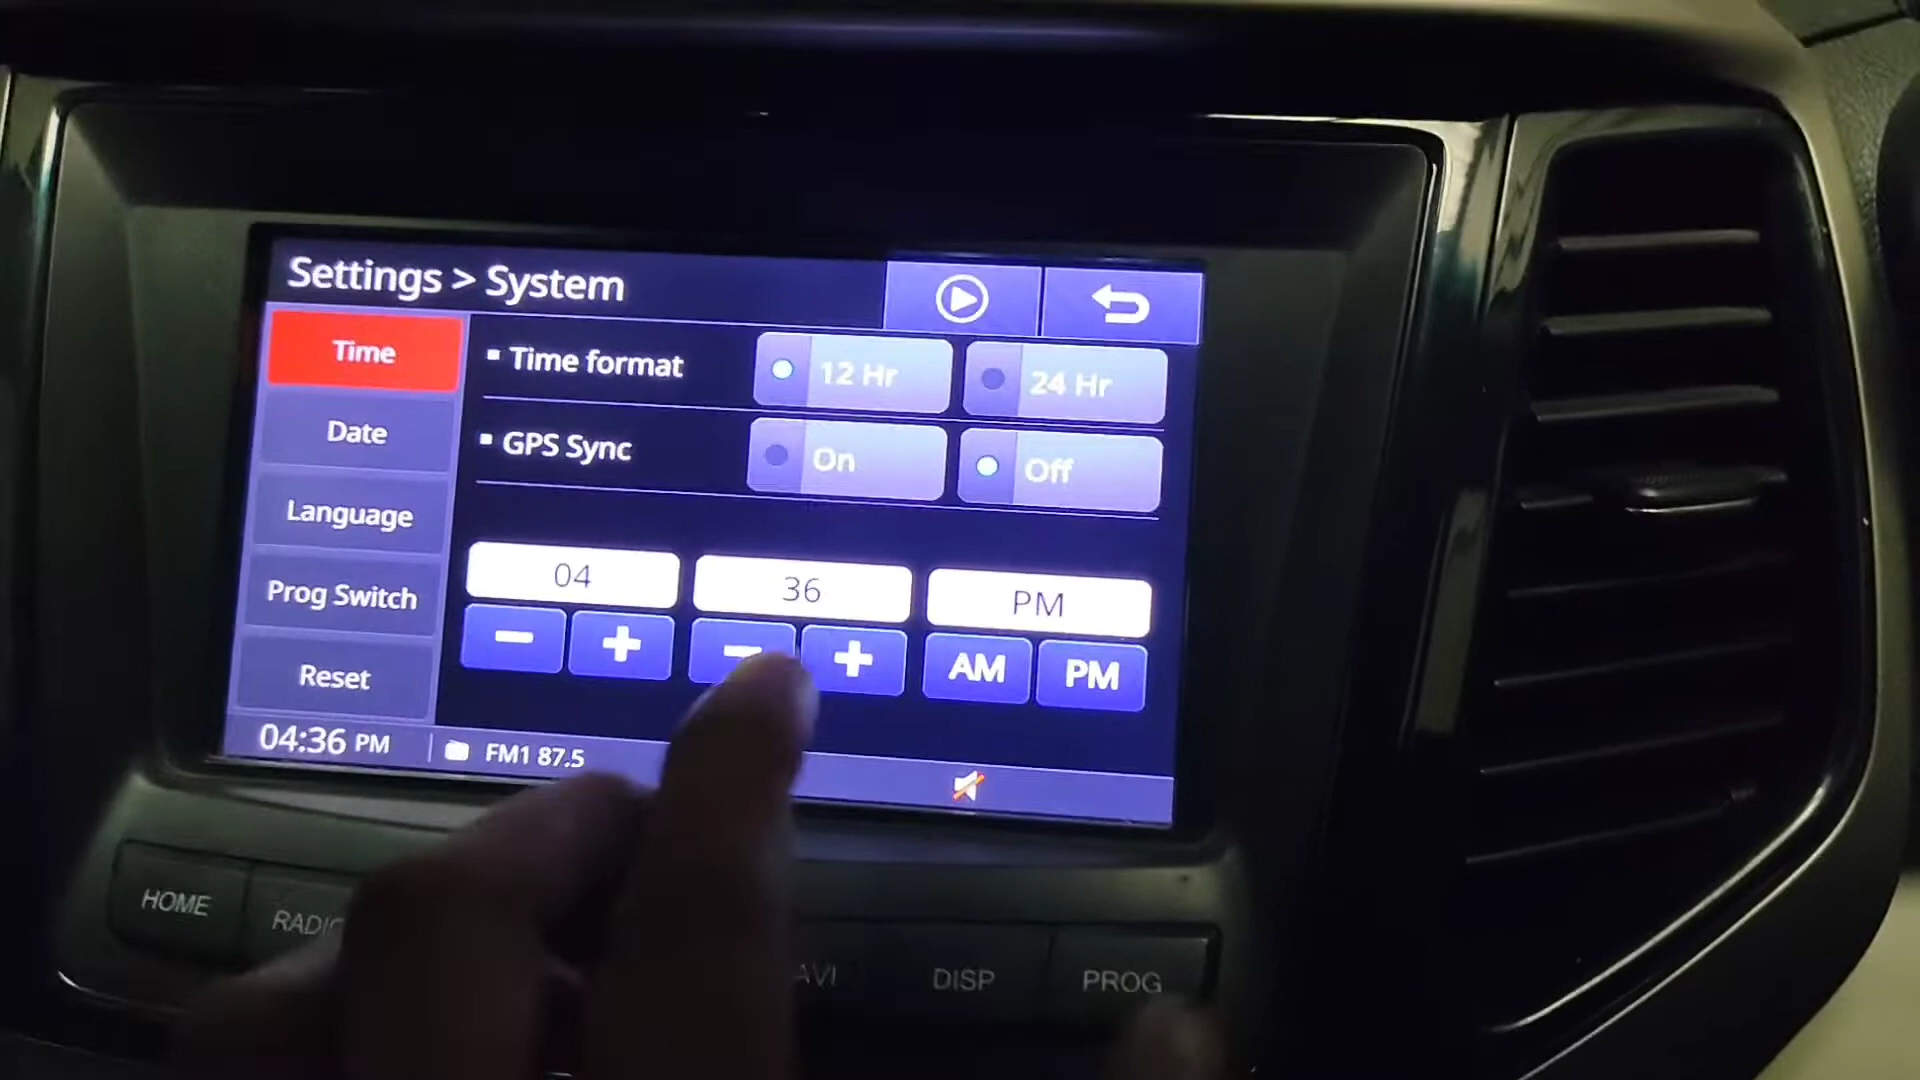 Settings > System
Time
Time format
12 Hr
24 Hr
Date
GPS Sync
On
Off
Language
04
36
PM
Prog Switch
AM
PM
Reset
04:36 PM
FM1 87.5
HOME
DISP
PROG